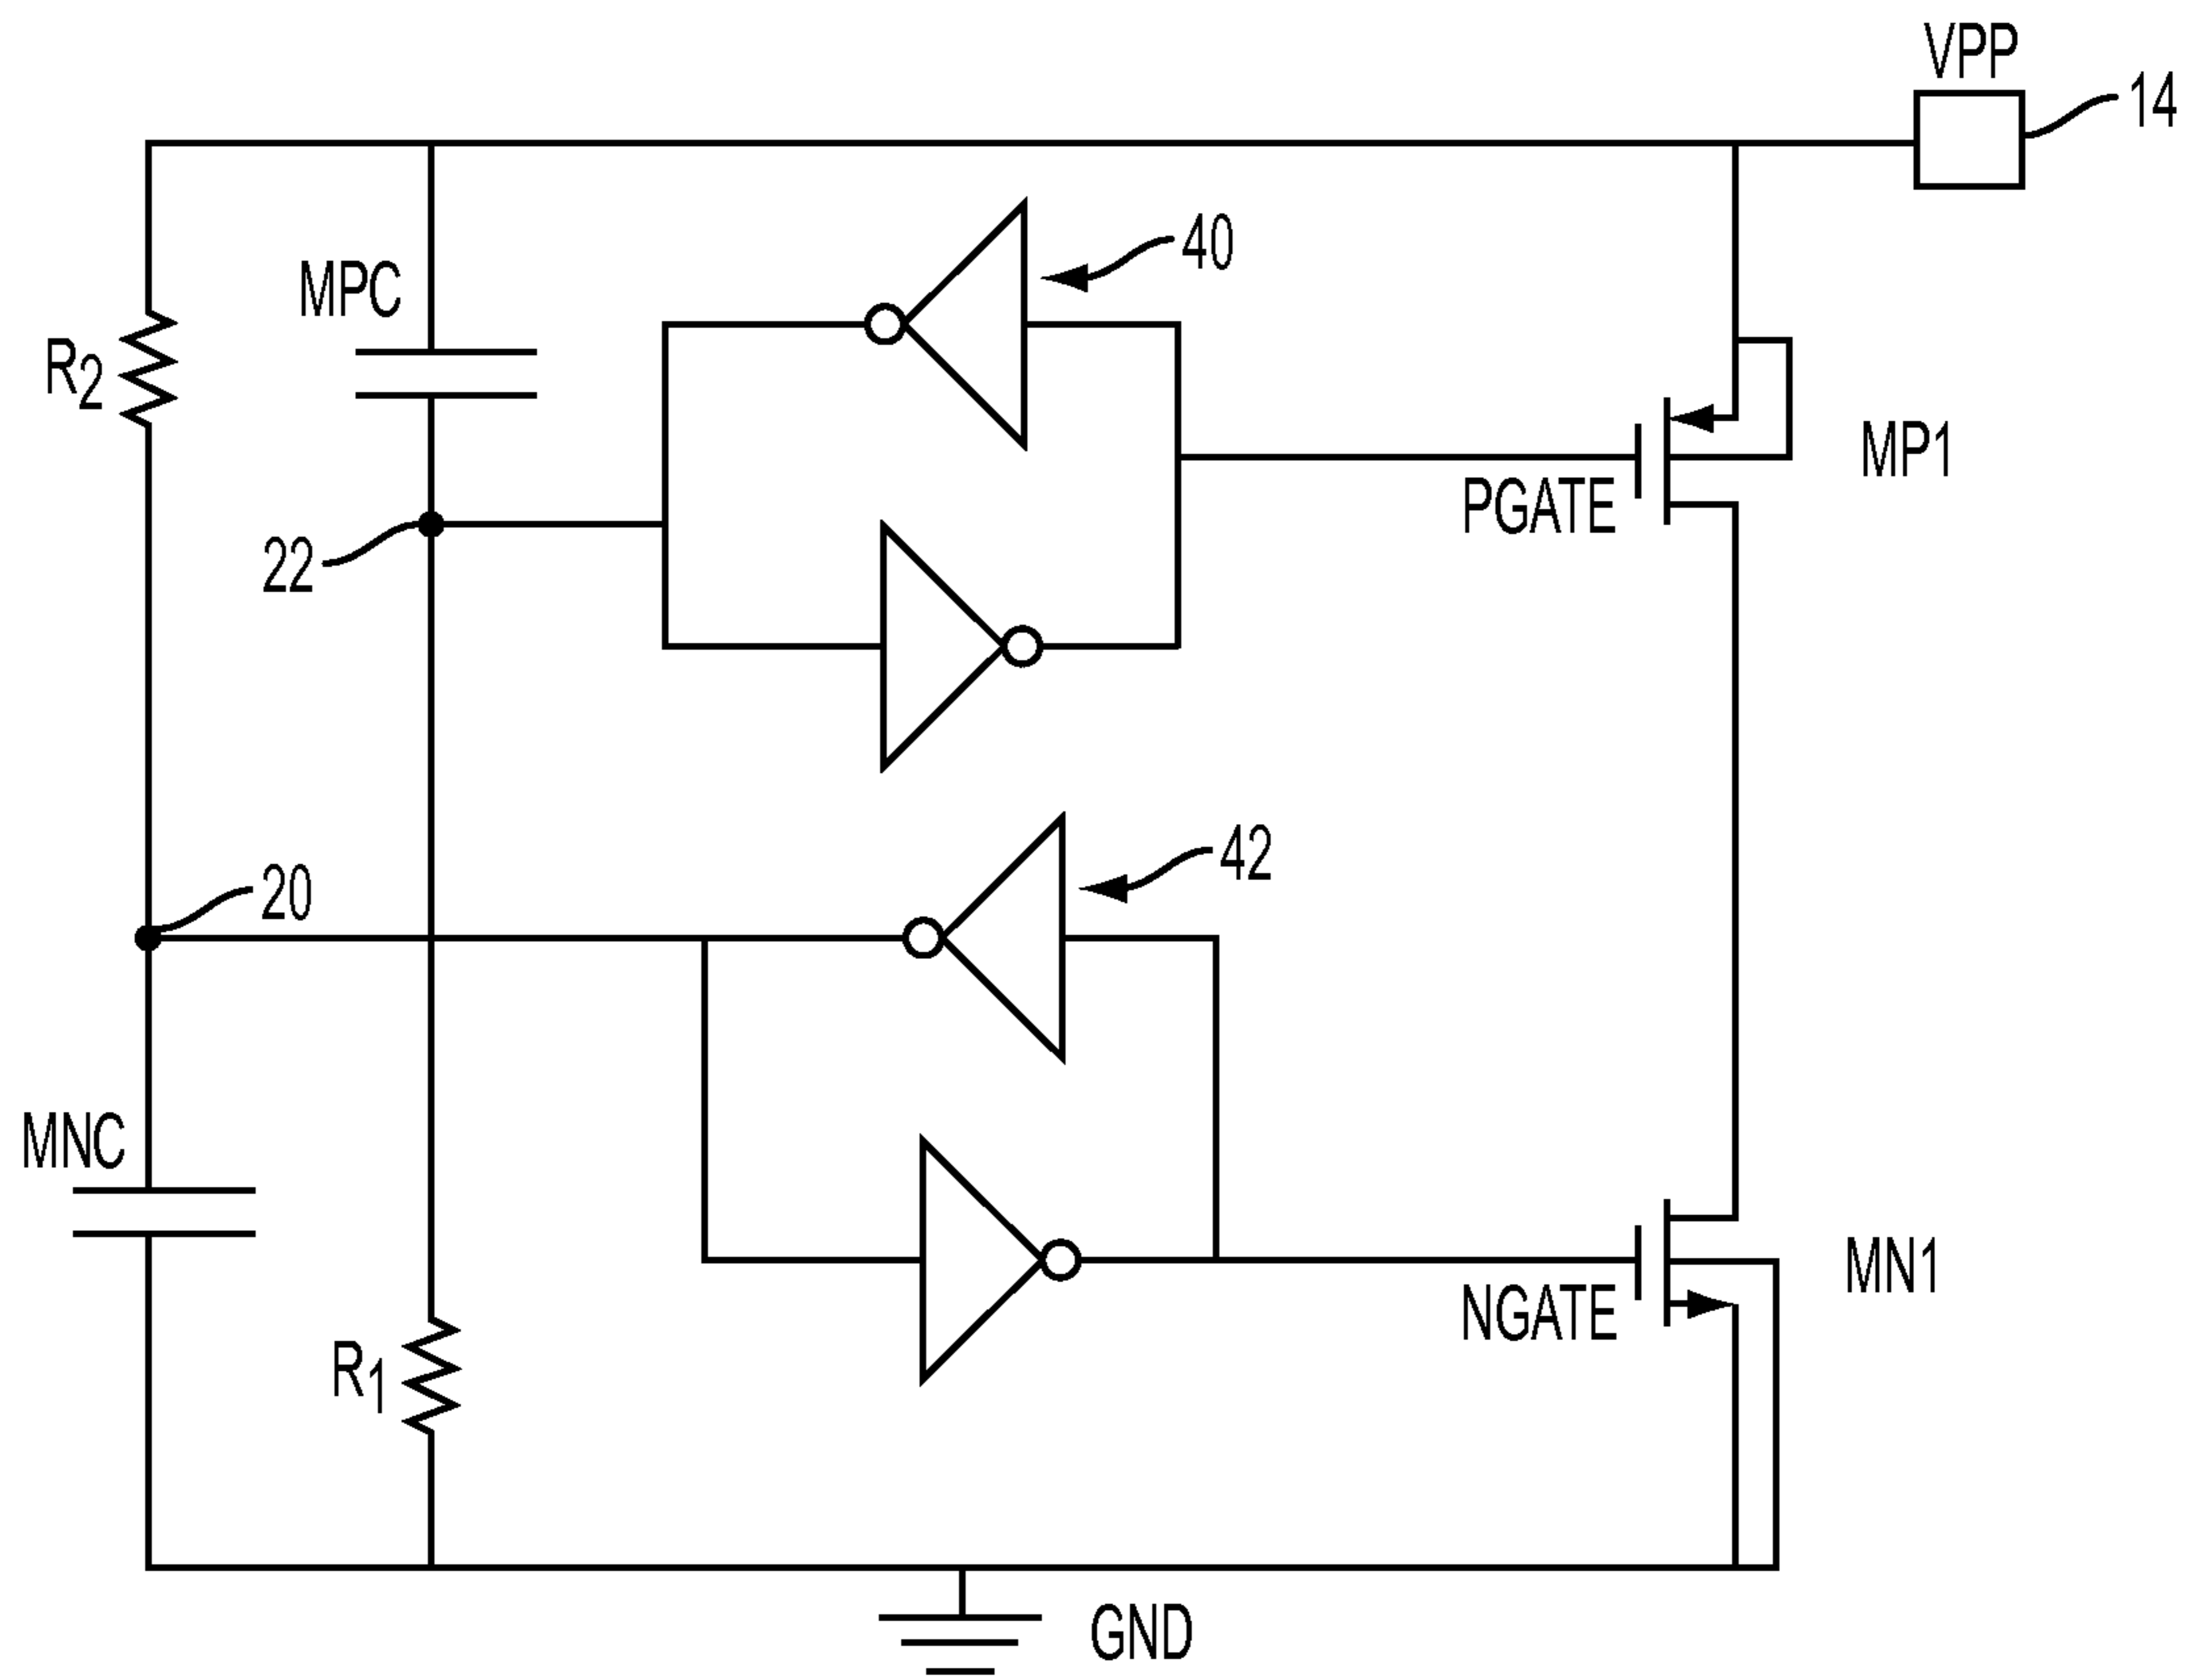 VPP
14
40
MPC
R2
MP1
PGATE
22
42
20
MNC
MN1
NGATE
R1
GND